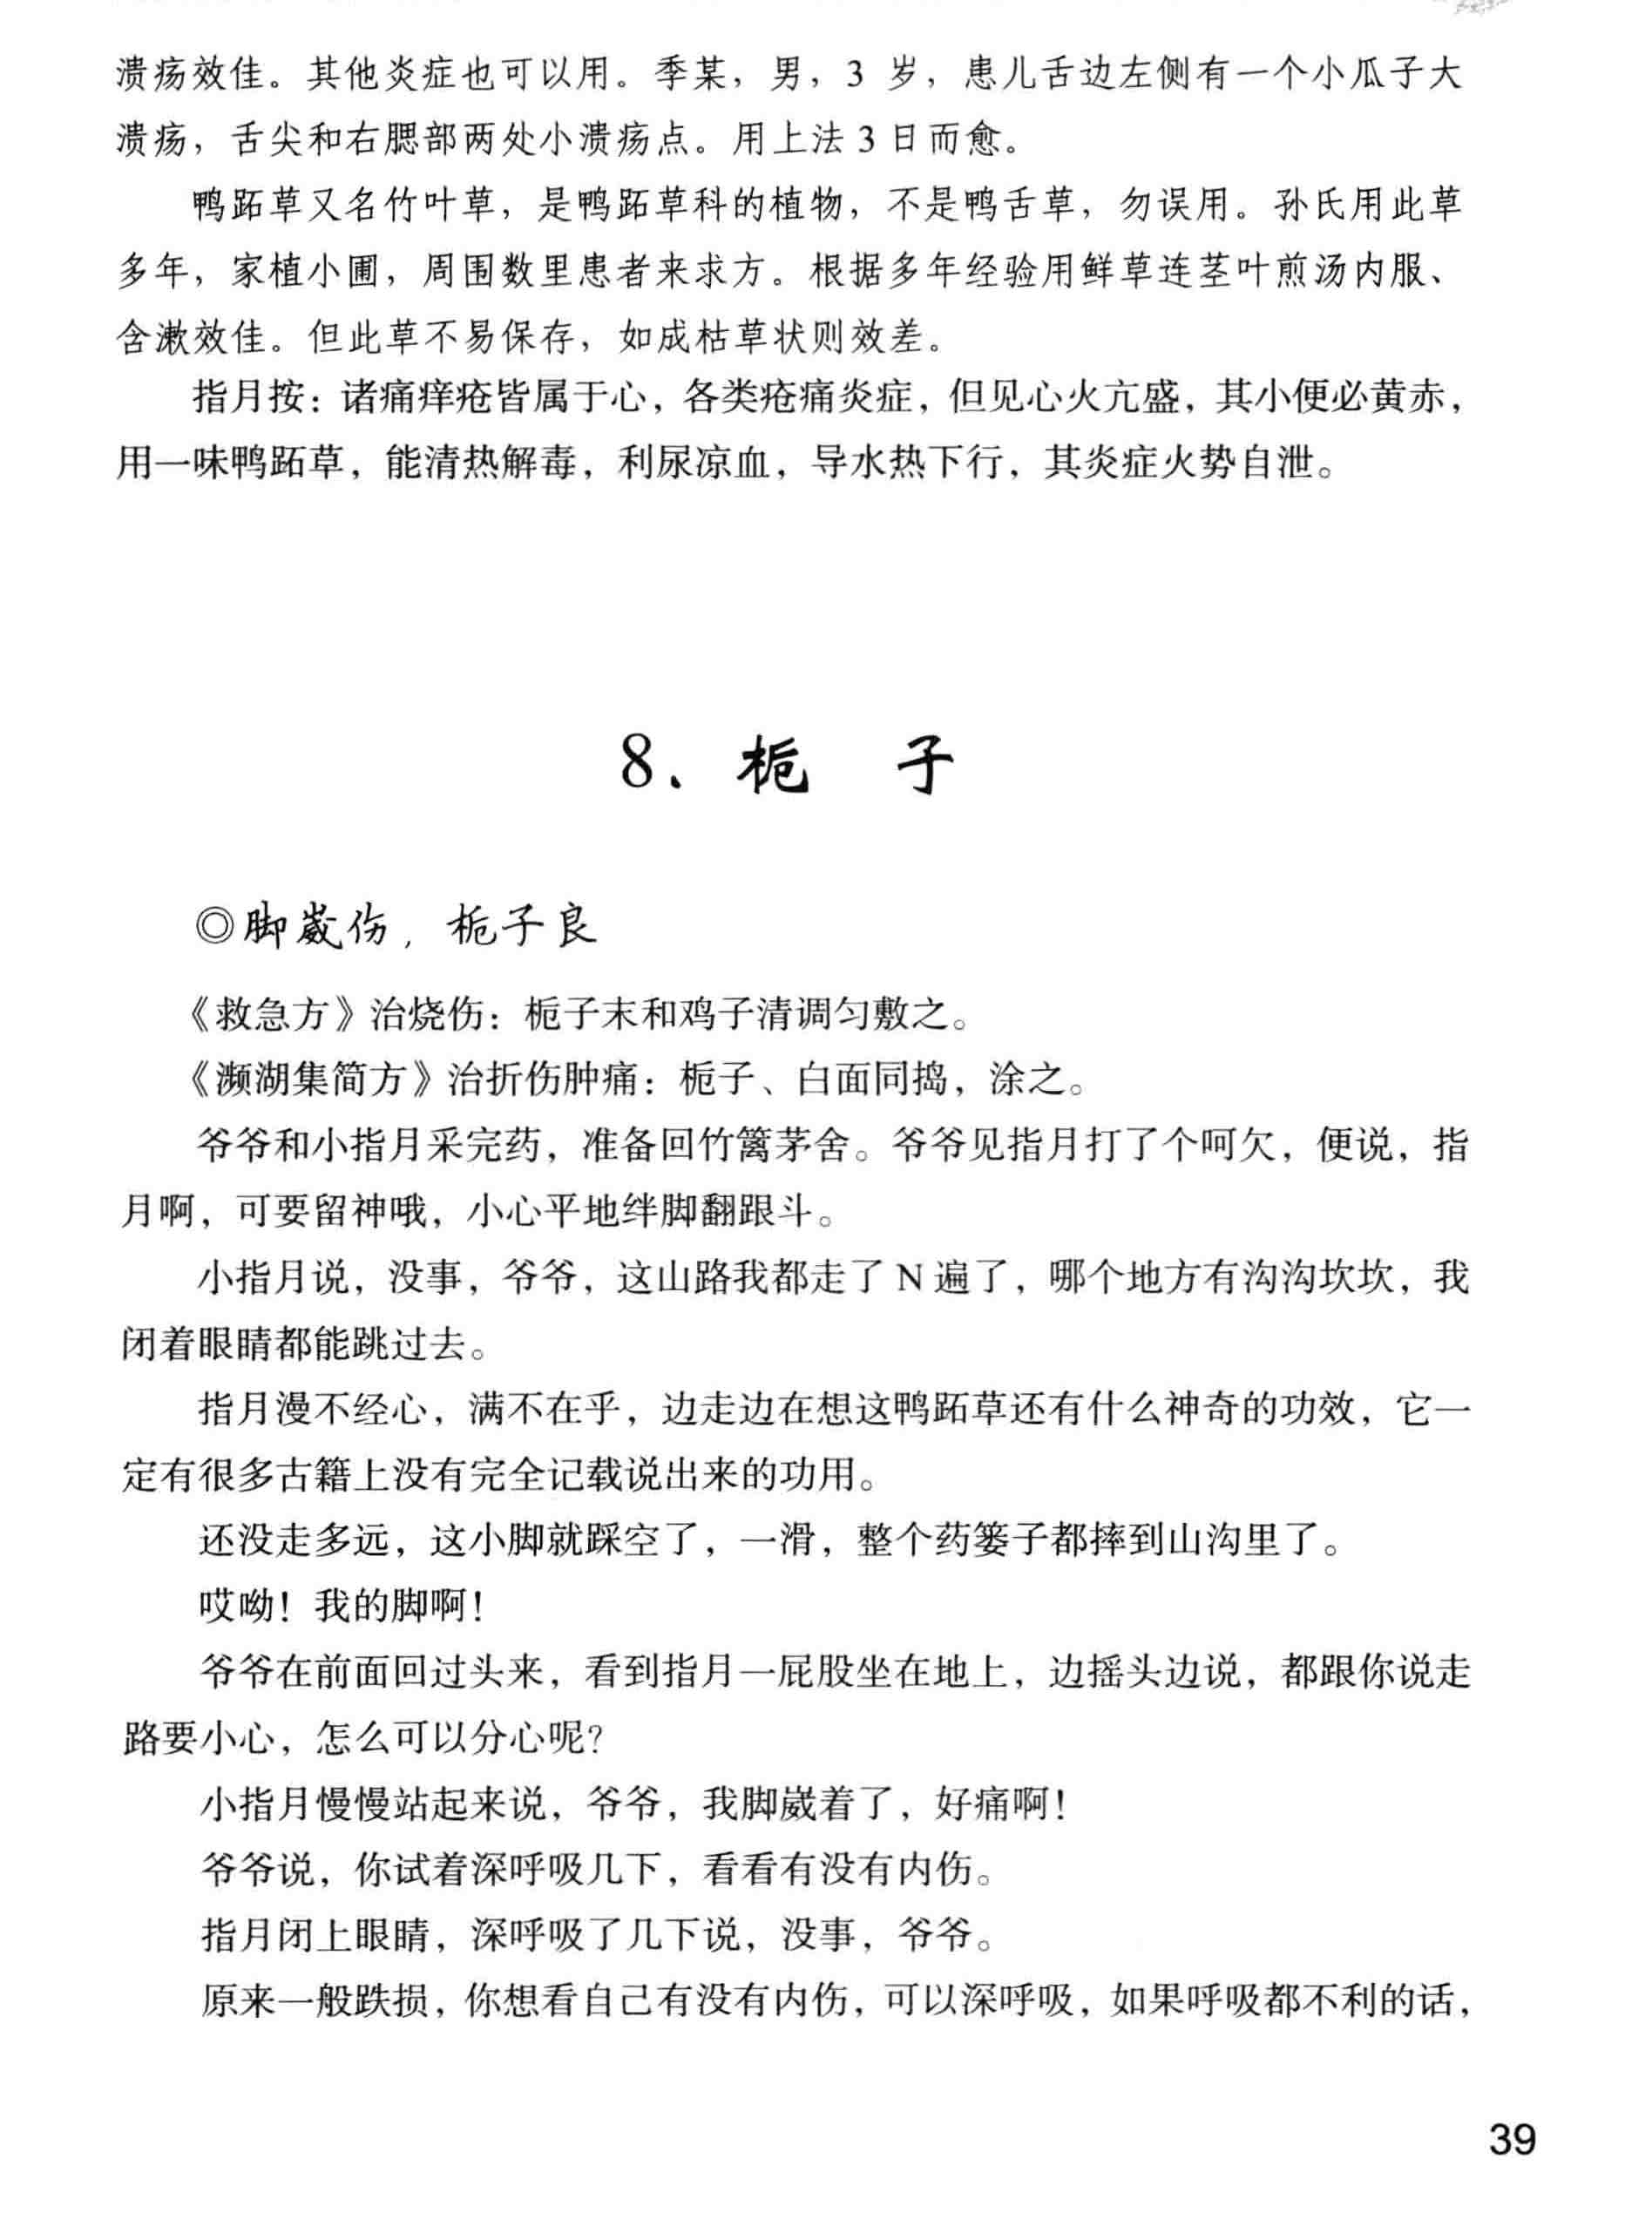 溃疡效佳。其他炎症也可以用。季某，男，3 岁，患儿舌边左侧有一个小瓜子大
溃疡，舌尖和右腮部两处小溃疡点。用上法 3 日而愈。
鸭跖草又名竹叶草，是鸭跖草科的植物，不是鸭舌草，勿误用。孙氏用此草
多年，家植小圃，周围数里患者来求方。根据多年经验用鲜草连茎叶煎汤内服、
含漱效佳。但此草不易保存，如成枯草状则效差。
指月按：诸痛痒疮皆属于心，各类疮痛炎症，但见心火亢盛，其小便必黄赤，
用一味鸭跖草，能清热解毒，利尿凉血，导水热下行，其炎症火势自泄。
8、栀 子
◎脚崴伤，栀子良
《救急方》治烧伤：栀子末和鸡子清调匀敷之。
《濒湖集简方》治折伤肿痛：栀子、白面同捣，涂之。
爷爷和小指月采完药，准备回竹篱茅舍。爷爷见指月打了个呵欠，便说，指
月啊，可要留神哦，小心平地绊脚翻跟斗。
小指月说，没事，爷爷，这山路我都走了 N 遍了，哪个地方有沟沟坎坎，我
闭着眼睛都能跳过去。
指月漫不经心，满不在乎，边走边在想这鸭跖草还有什么神奇的功效，它一
定有很多古籍上没有完全记载说出来的功用。
还没走多远，这小脚就踩空了，一滑，整个药篓子都摔到山沟里了。
哎呦！我的脚啊！
爷爷在前面回过头来，看到指月一屁股坐在地上，边摇头边说，都跟你说走
路要小心，怎么可以分心呢？
小指月慢慢站起来说，爷爷，我脚崴着了，好痛啊！
爷爷说，你试着深呼吸几下，看看有没有内伤。
指月闭上眼睛，深呼吸了几下说，没事，爷爷。
原来一般跌损，你想看自己有没有内伤，可以深呼吸，如果呼吸都不利的话，
39